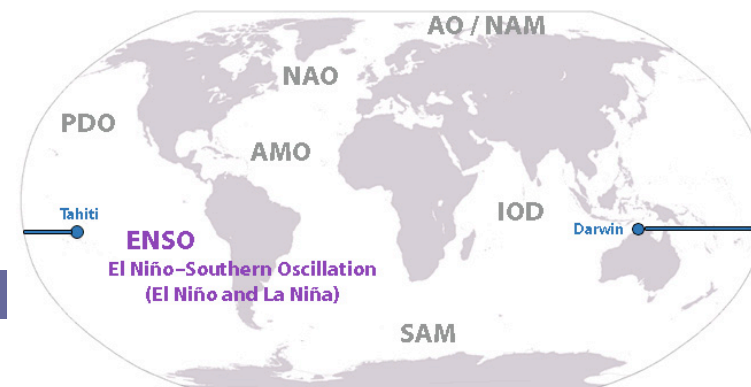 AO / NAM
NAO
PDO
AMO
Tahiti
IOD
Darwin
ENSO
El Niño–Southern Oscillation
(El Niño and La Niña)
SAM